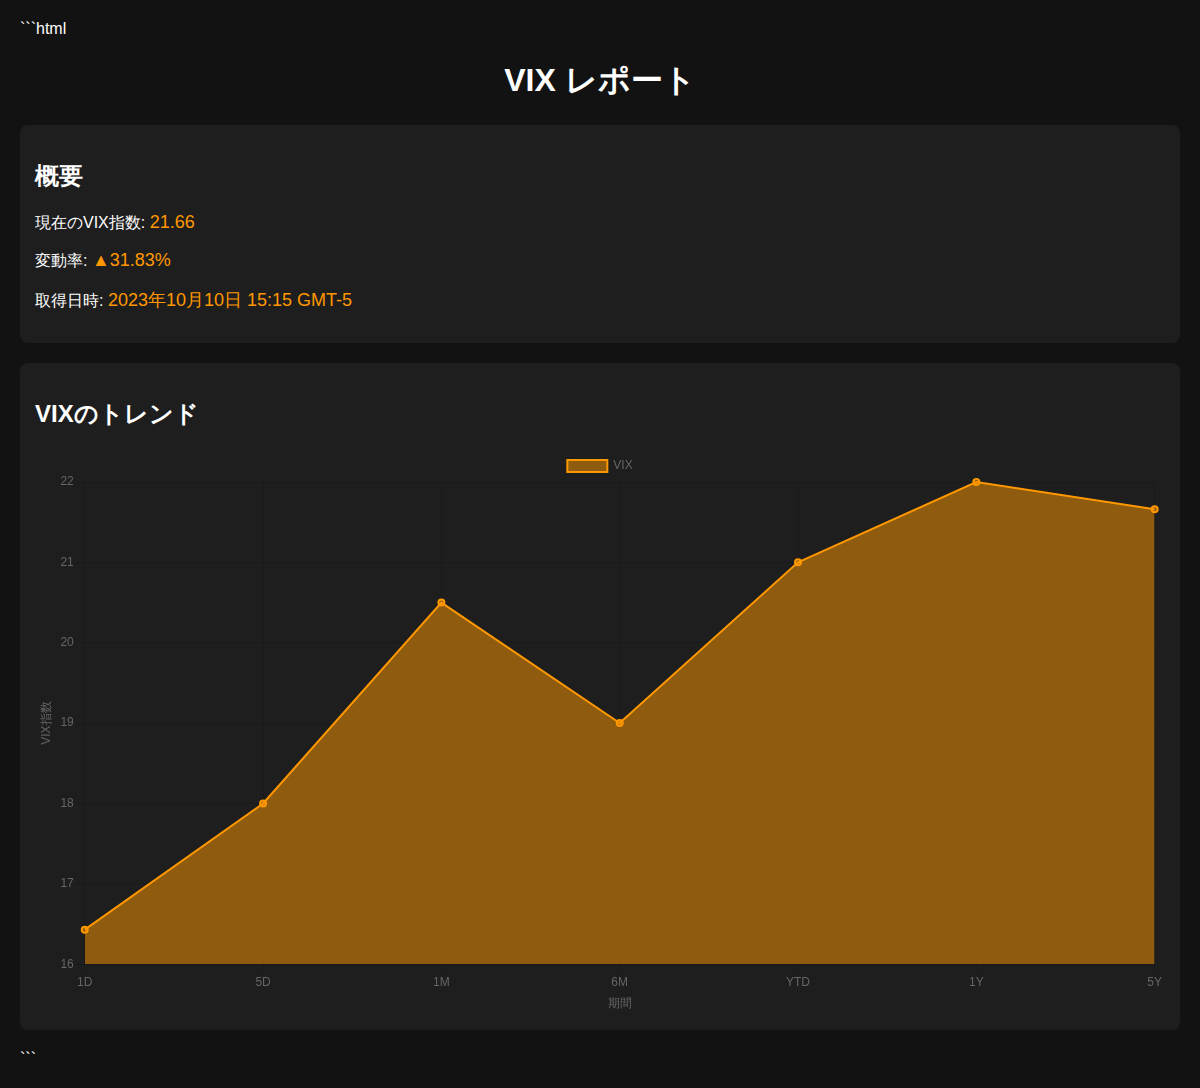 ```html
VIX レポート
概要
現在のVIX指数: 21.66
変動率: ▲31.83%
取得日時: 2023年10月10日 15:15 GMT-5
VIXのトレンド
VIX
22
21
20
19
18
17
16
VIX指数
1D 5D 1M 6M YTD 1Y 5Y
期間
```